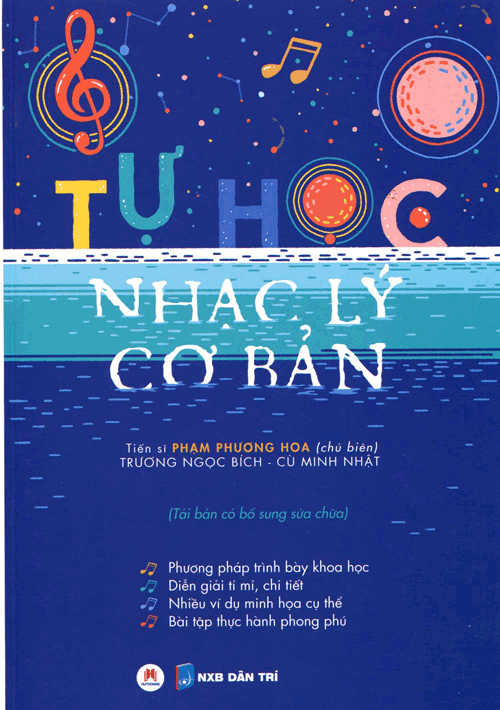 TỰ HỌC
NHẠC LÝ
CƠ BẢN
Tiến sĩ PHẠM PHƯƠNG HOA (chủ biên)
TRƯƠNG NGỌC BÍCH - CÙ MINH NHẬT
(Tái bản có bổ sung sửa chữa)
Phương pháp trình bày khoa học
Diễn giải tỉ mỉ, chi tiết
Nhiều ví dụ minh họa cụ thể
Bài tập thực hành phong phú
HUYHOANG
NXB DÂN TRÍ